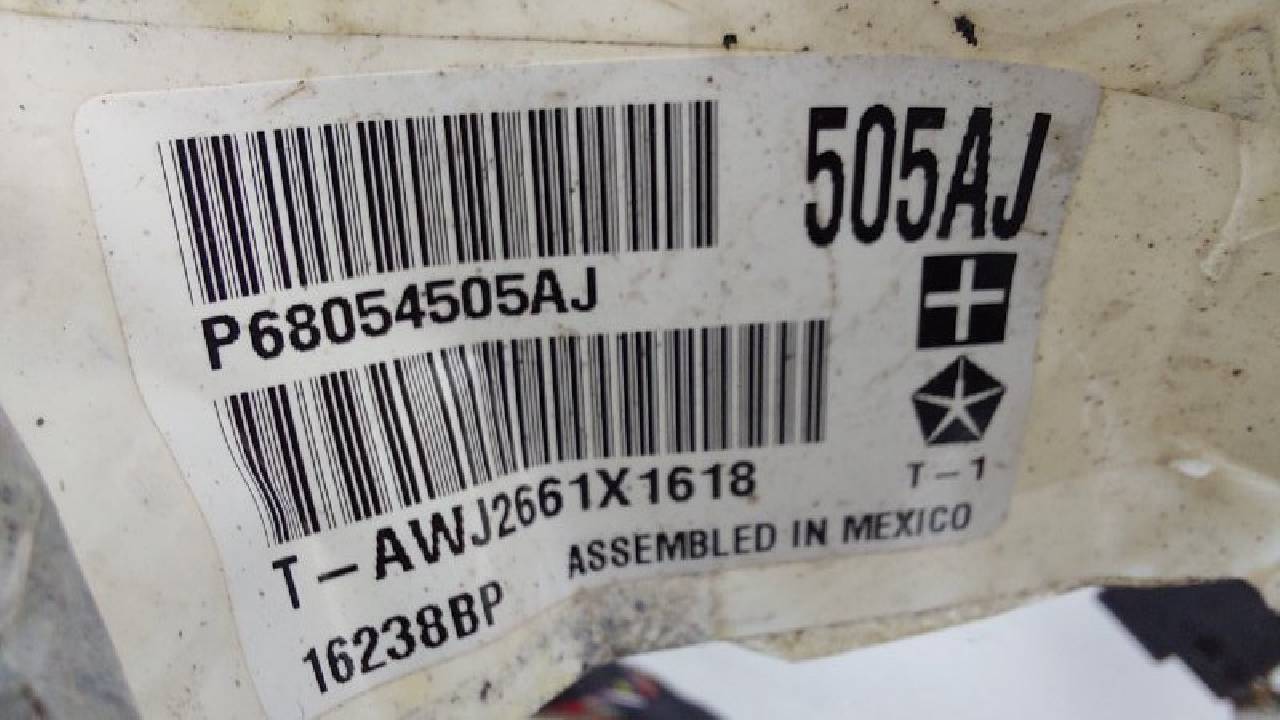 505AJ
P68054505AJ
T-AWJ2661X1618
T-1
ASSEMBLED IN MEXICO
16238BP